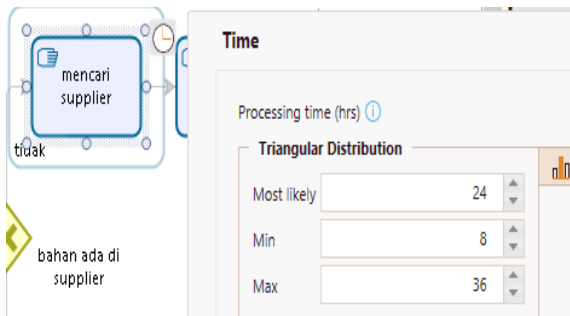 mencari
supplier
tidak
bahan ada di
supplier
Time
Processing time (hrs)
Triangular Distribution
Most likely 24
Min 8
Max 36